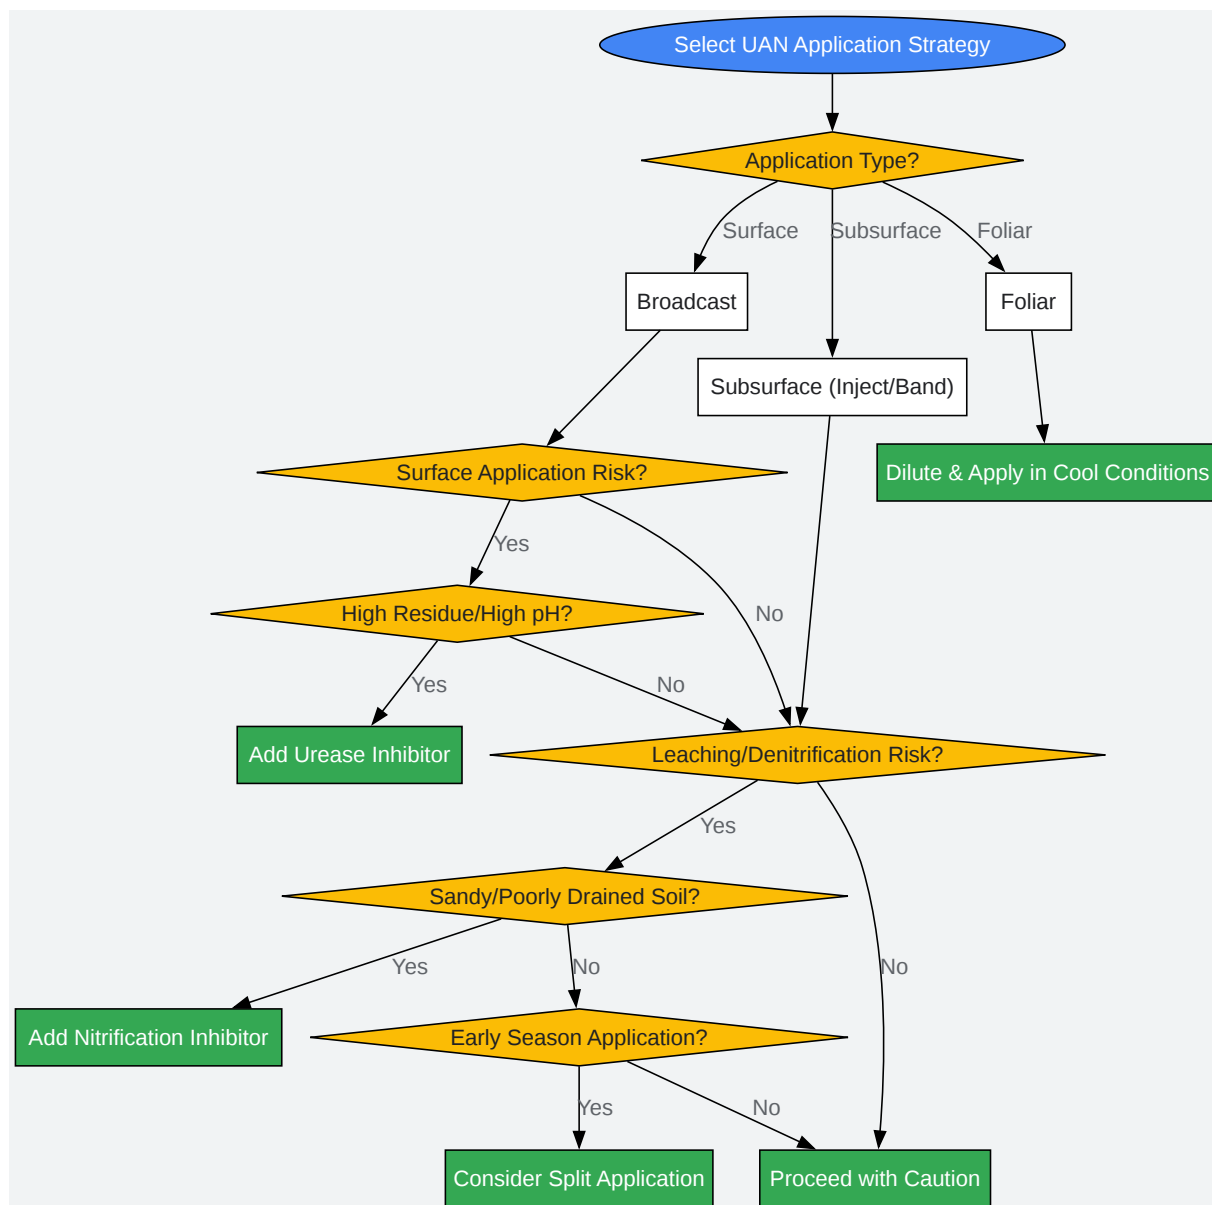 Select UAN Application Strategy
Application Type?
Surface
Subsurface
Foliar
Broadcast
Foliar
Subsurface (Inject/Band)
Surface Application Risk?
Dilute & Apply in Cool Conditions
Yes
High Residue/High pH?
No
Yes
No
Add Urease Inhibitor
Leaching/Denitrification Risk?
Yes
Sandy/Poorly Drained Soil?
Yes
No
No
Add Nitrification Inhibitor
Early Season Application?
Yes
No
Consider Split Application
Proceed with Caution